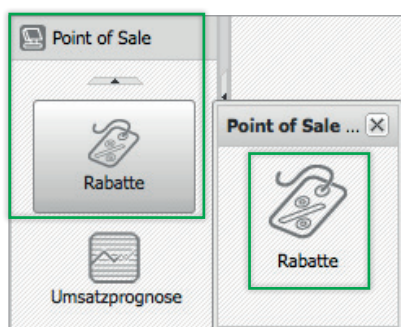 Point of Sale
Rabatte
Umsatzprognose
Point of Sale ...
Rabatte